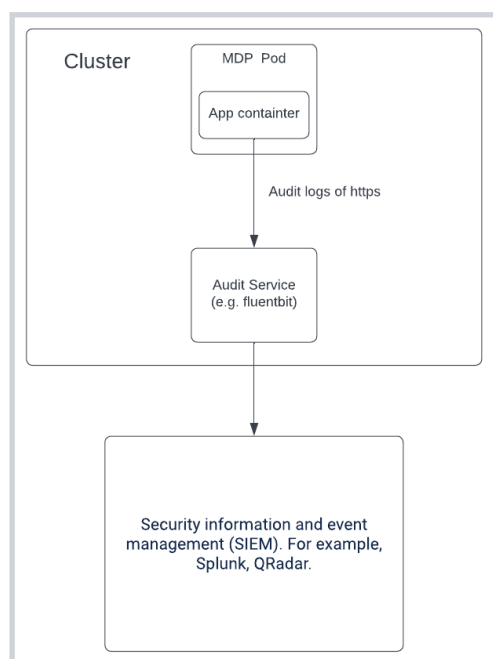 Cluster
MDP Pod
App containter
Audit logs of https
Audit Service
(e.g. fluentbit)
Security information and event
management (SIEM). For example,
Splunk, QRadar.